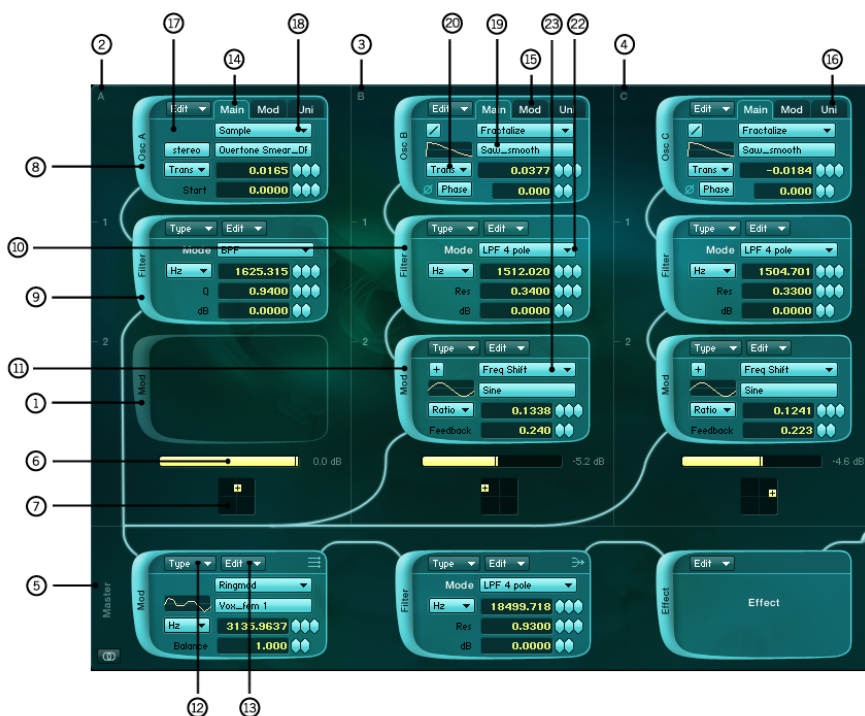 2 17 14 18 3 20 19 23 15 22 4 16
A B C
Edit Main Mod Uni Edit Main Mod Uni Edit Main Mod Uni
Sample Fractalize Fractalize
stereo Overtone Smear_DF Saw_smooth Saw_smooth
8 Osc A Trans 0.0165 Osc B Trans 0.0377 Osc C Trans -0.0184
Start 0.0000 Ø Phase 0.000 Ø Phase 0.00
1 1 1
Type Edit Type Edit Type Edit
10 Mode BPF Mode LPF 4 pole Mode LPF 4 pole
Filter Hz 1625.315 Filter Hz 1512.020 Filter Hz 1504.701
9 Q 0.9400 Res 0.3400 Res 0.3300
dB 0.0000 dB 0.0000 dB 0.0000
2 2 2
Type Edit Type Edit
11 + Freq Shift + Freq Shift
Mod Mod Sine Mod Sine
1 Ratio 0.1338 Ratio 0.1241
Feedback 0.240 Feedback 0.223
6 0.0 dB -5.2 dB -4.6 dB
7 + + +
Type Edit Type Edit Edit
5 Master Ringmod Mode LPF 4 pole
Mod Vox_fem 1 Filter Hz 18499.718 Effect Effect
Hz 3135.9637 Res 0.9300
Balance 1.000 dB 0.0000
12 13